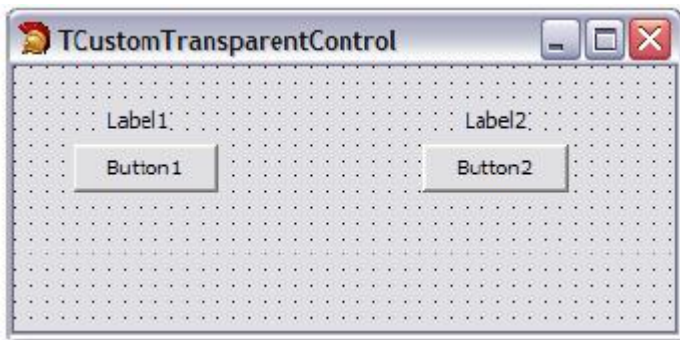 TCustomTransparentControl
Label1 Label2
Button1 Button2